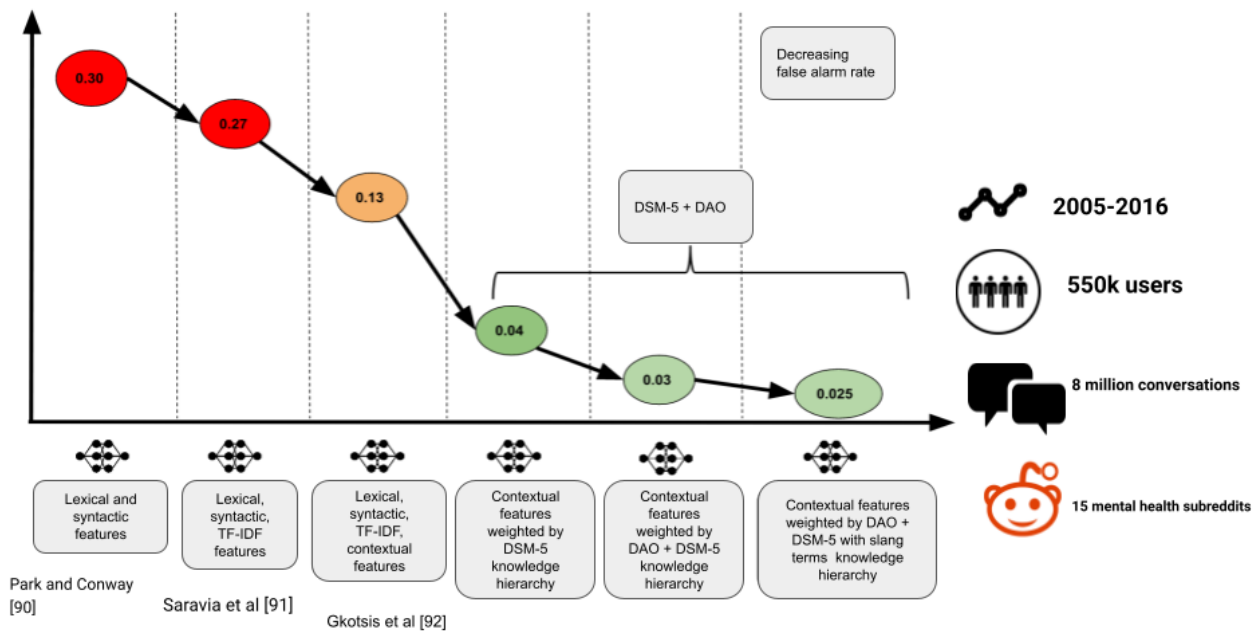 0.30
0.27
0.13
0.04
0.03
0.025
Decreasing
false alarm rate
DSM-5 + DAO
2005-2016
550k users
8 million conversations
15 mental health subreddits
Lexical and
syntactic
features
Lexical,
syntactic,
TF-IDF
features
Lexical,
syntactic,
TF-IDF,
contextual
features
Contextual
features
weighted by
DSM-5
knowledge
hierarchy
Contextual
features
weighted by
DAO + DSM-5
knowledge
hierarchy
Contextual features
weighted by DAO +
DSM-5 with slang
terms knowledge
hierarchy
Park and Conway
[90]
Saravia et al [91]
Gkotsis et al [92]